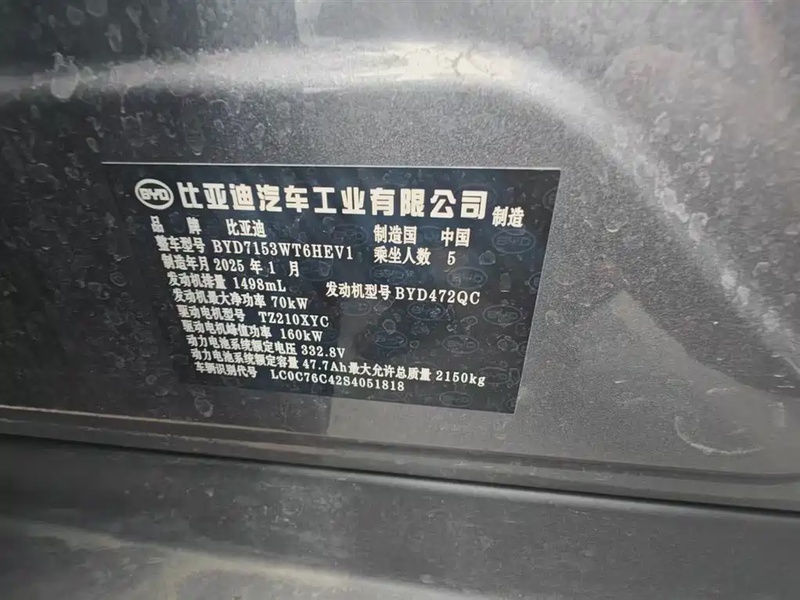 BYD 比亚迪汽车工业有限公司 制造
品牌 比亚迪 制造国 中国
整车型号 BYD7153WT6HEV1 乘坐人数 5
制造年月 2025 年 1 月
发动机排量 1498mL 发动机型号 BYD472QC
发动机最大净功率 70kW
驱动电机型号 TZ210XYC
驱动电机峰值功率 160kW
动力电池系统额定电压 332.8V
动力电池系统额定容量 47.7Ah 最大允许总质量 2150kg
车辆识别代号 LC0C76C42S4051818